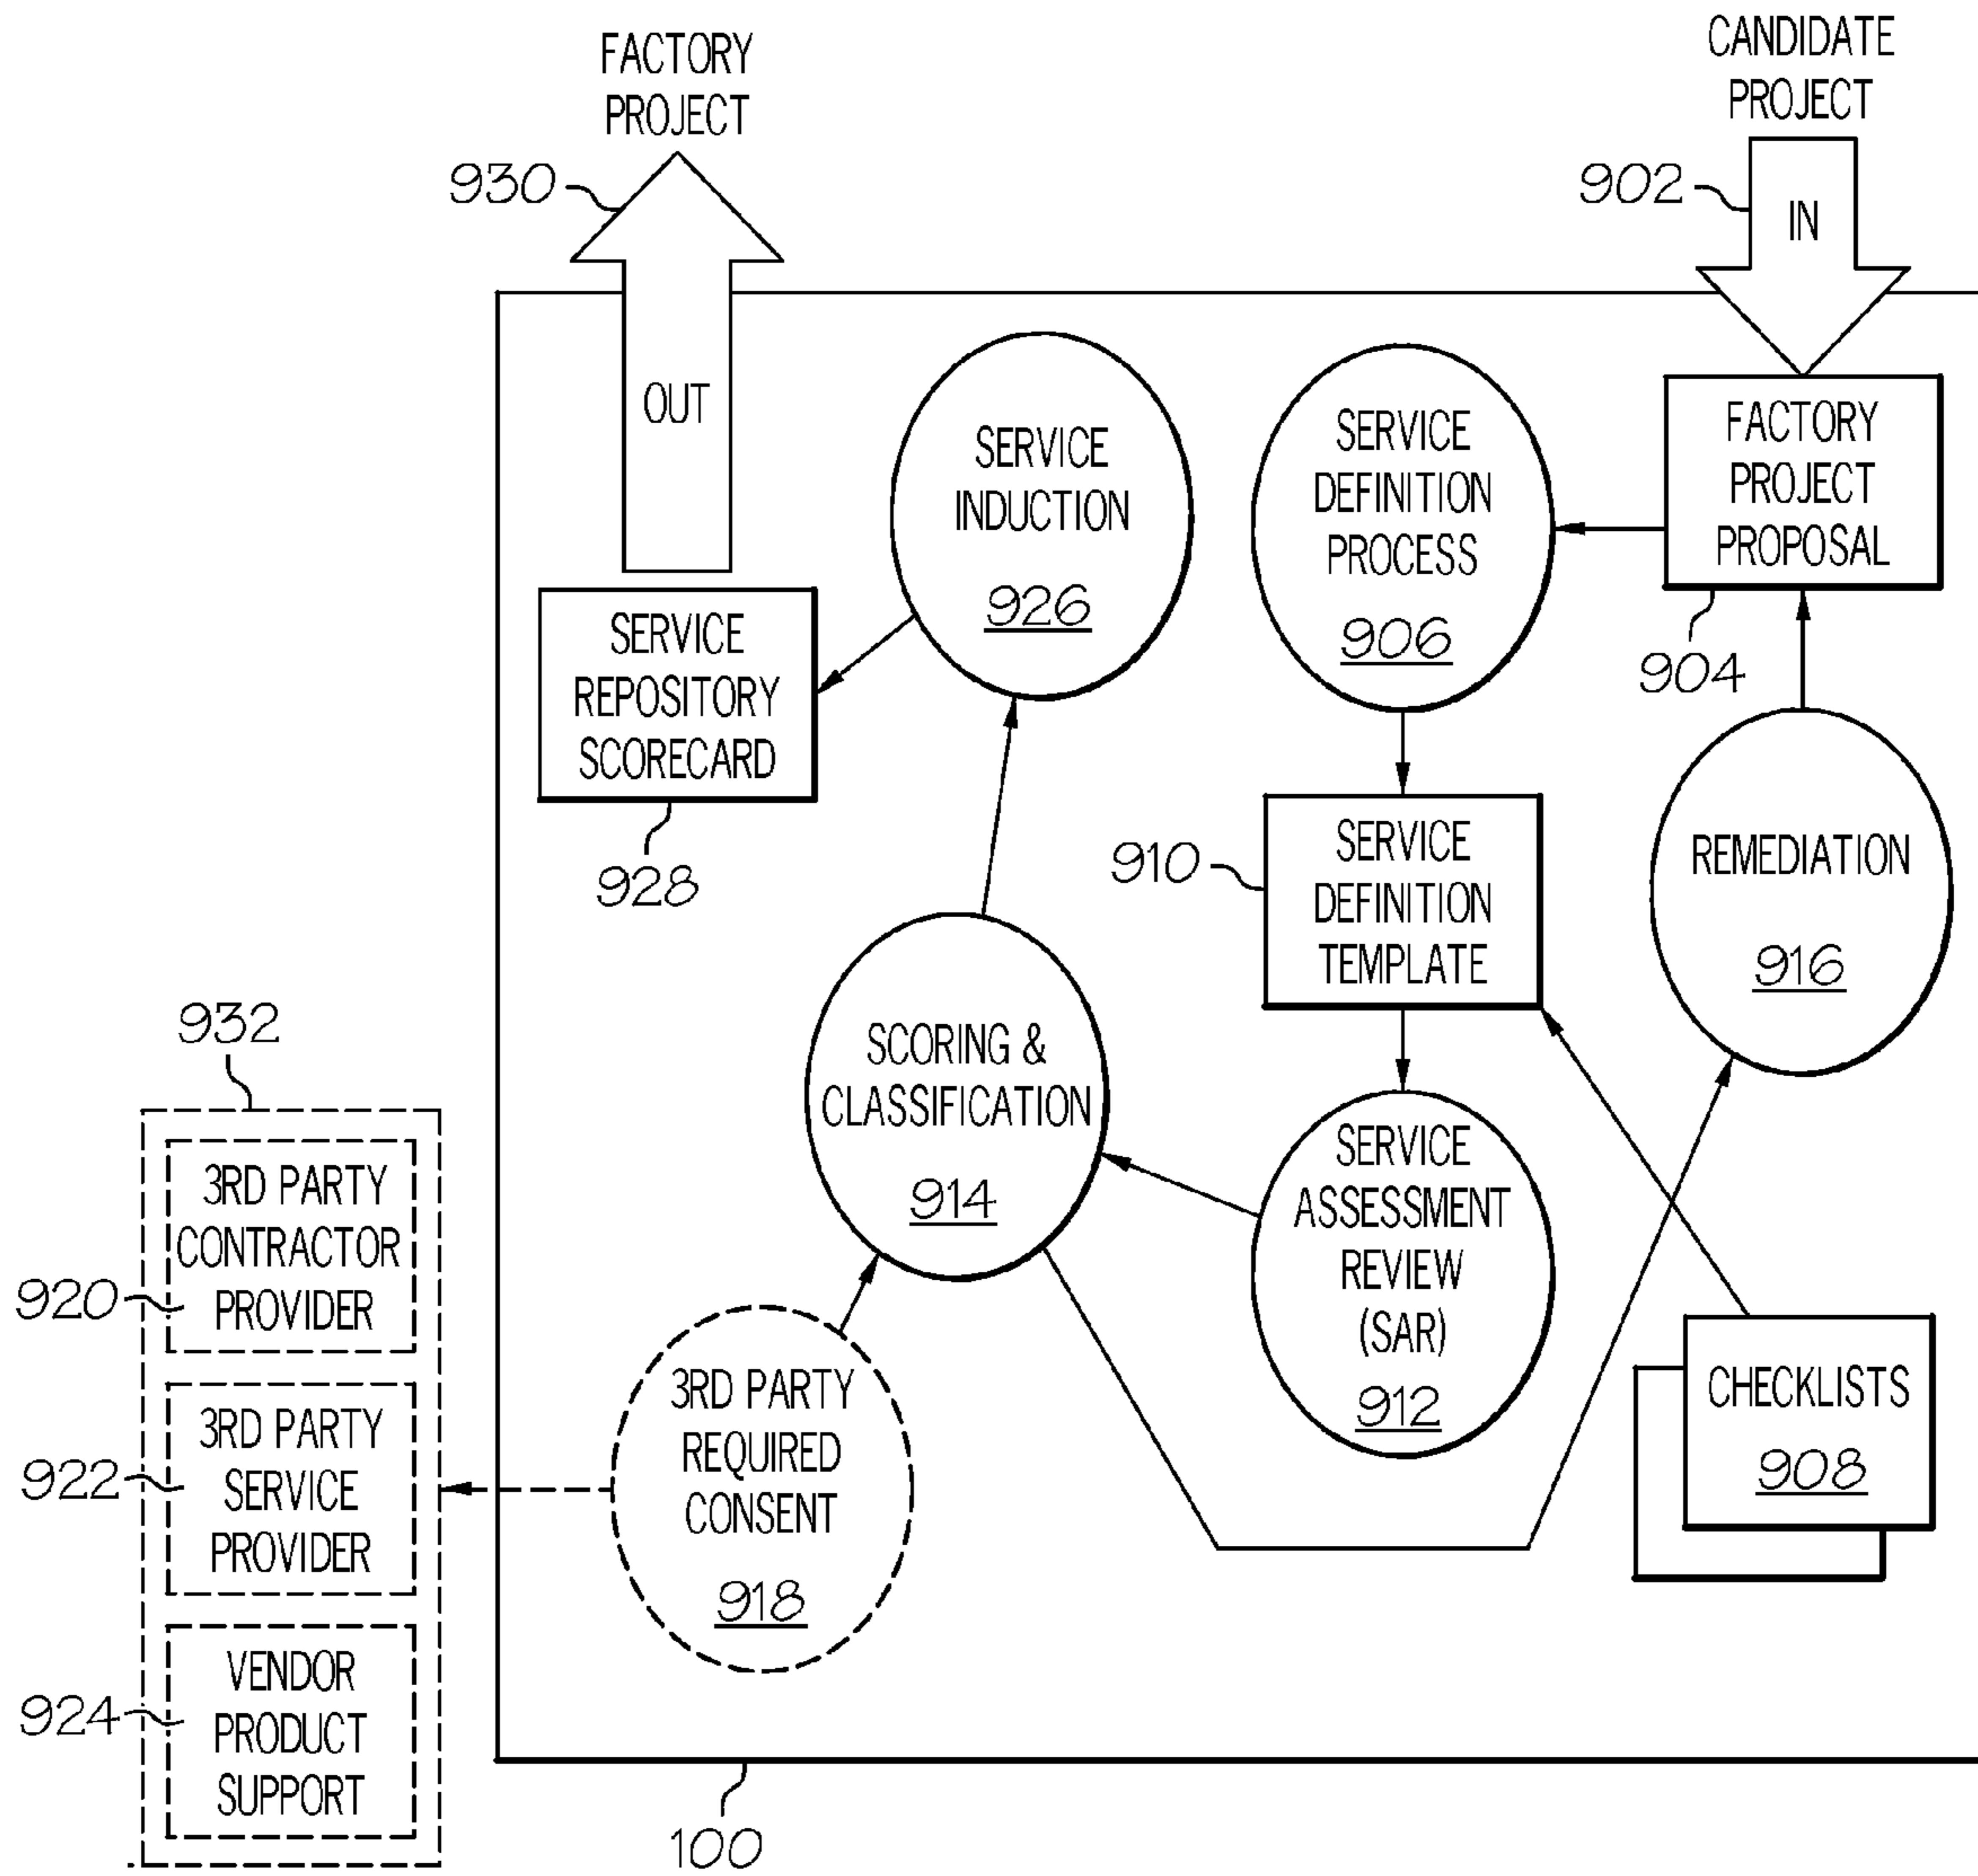 FACTORY
PROJECT
930
OUT
CANDIDATE
PROJECT
902
IN
FACTORY
PROJECT
PROPOSAL
904
SERVICE
DEFINITION
PROCESS
906
SERVICE
INDUCTION
926
SERVICE
REPOSITORY
SCORECARD
928
910
SERVICE
DEFINITION
TEMPLATE
REMEDIATION
916
SCORING &
CLASSIFICATION
914
SERVICE
ASSESSMENT
REVIEW
(SAR)
912
CHECKLISTS
908
3RD PARTY
REQUIRED
CONSENT
918
932
3RD PARTY
CONTRACTOR
PROVIDER
920
3RD PARTY
SERVICE
PROVIDER
922
VENDOR
PRODUCT
SUPPORT
924
100